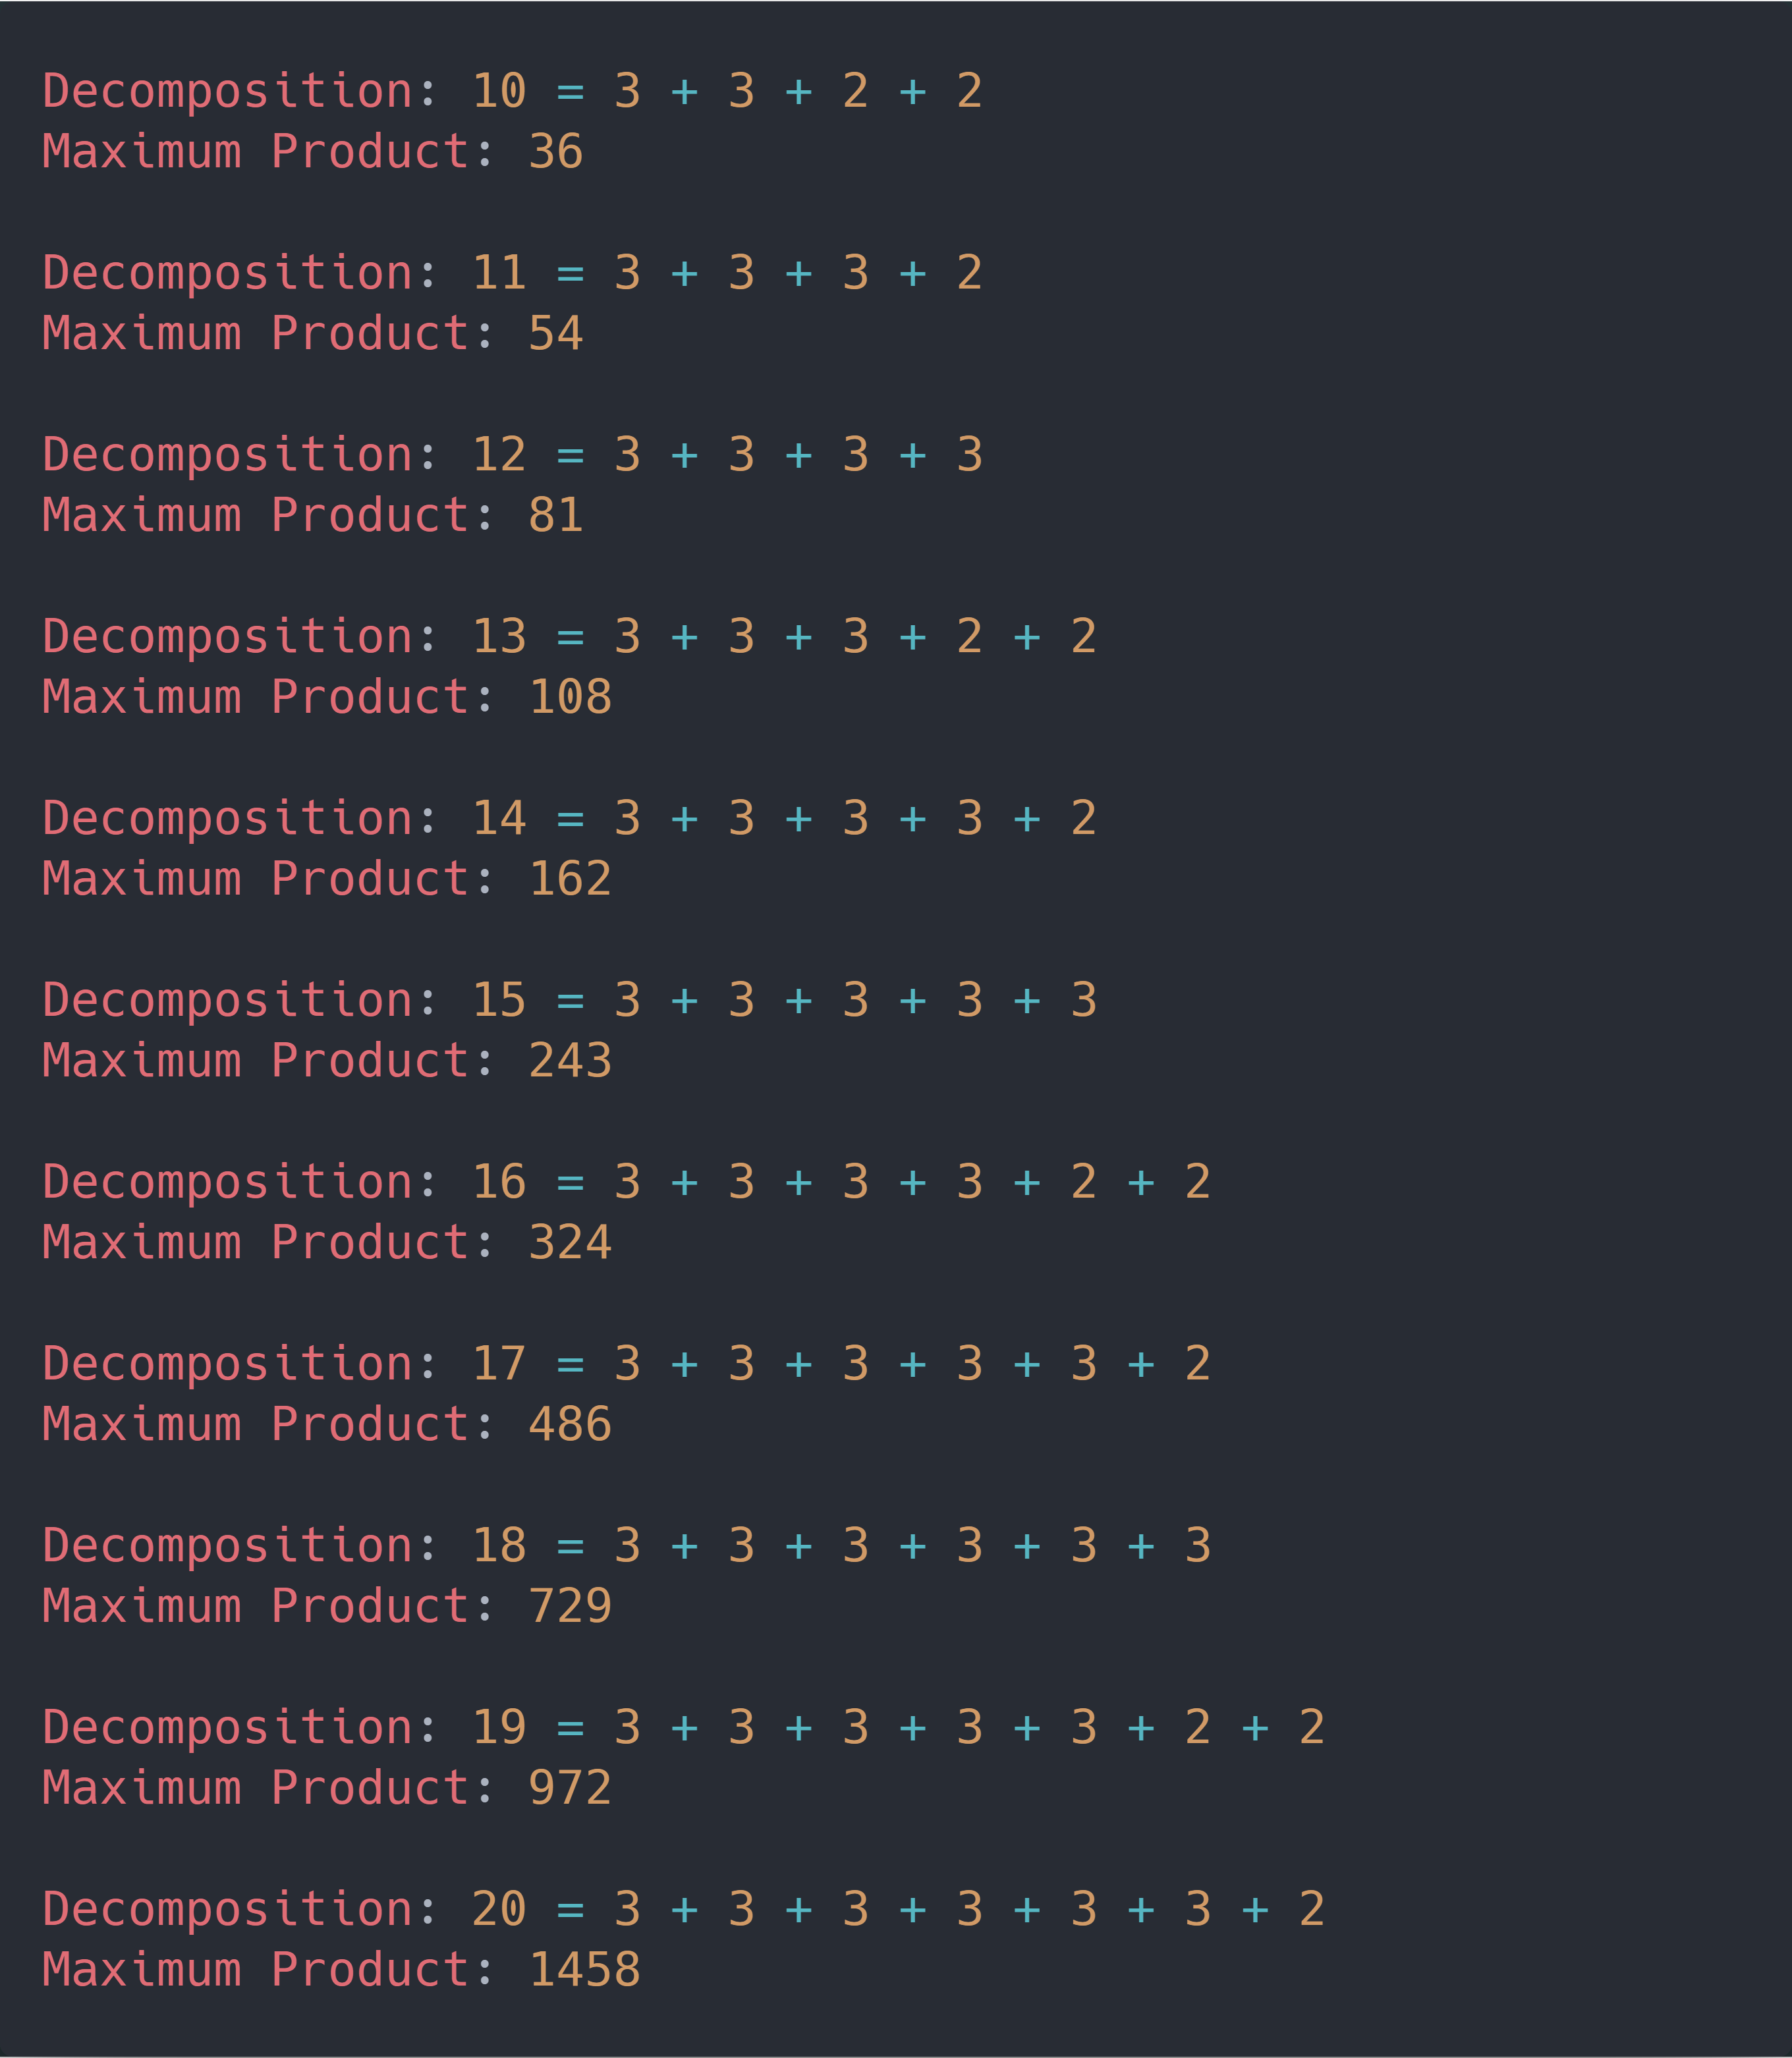 Decomposition: 10 = 3 + 3 + 2 + 2
Maximum Product: 36
Decomposition: 11 = 3 + 3 + 3 + 2
Maximum Product: 54
Decomposition: 12 = 3 + 3 + 3 + 3
Maximum Product: 81
Decomposition: 13 = 3 + 3 + 3 + 2 + 2
Maximum Product: 108
Decomposition: 14 = 3 + 3 + 3 + 3 + 2
Maximum Product: 162
Decomposition: 15 = 3 + 3 + 3 + 3 + 3
Maximum Product: 243
Decomposition: 16 = 3 + 3 + 3 + 3 + 2 + 2
Maximum Product: 324
Decomposition: 17 = 3 + 3 + 3 + 3 + 3 + 2
Maximum Product: 486
Decomposition: 18 = 3 + 3 + 3 + 3 + 3 + 3
Maximum Product: 729
Decomposition: 19 = 3 + 3 + 3 + 3 + 3 + 2 + 2
Maximum Product: 972
Decomposition: 20 = 3 + 3 + 3 + 3 + 3 + 3 + 2
Maximum Product: 1458